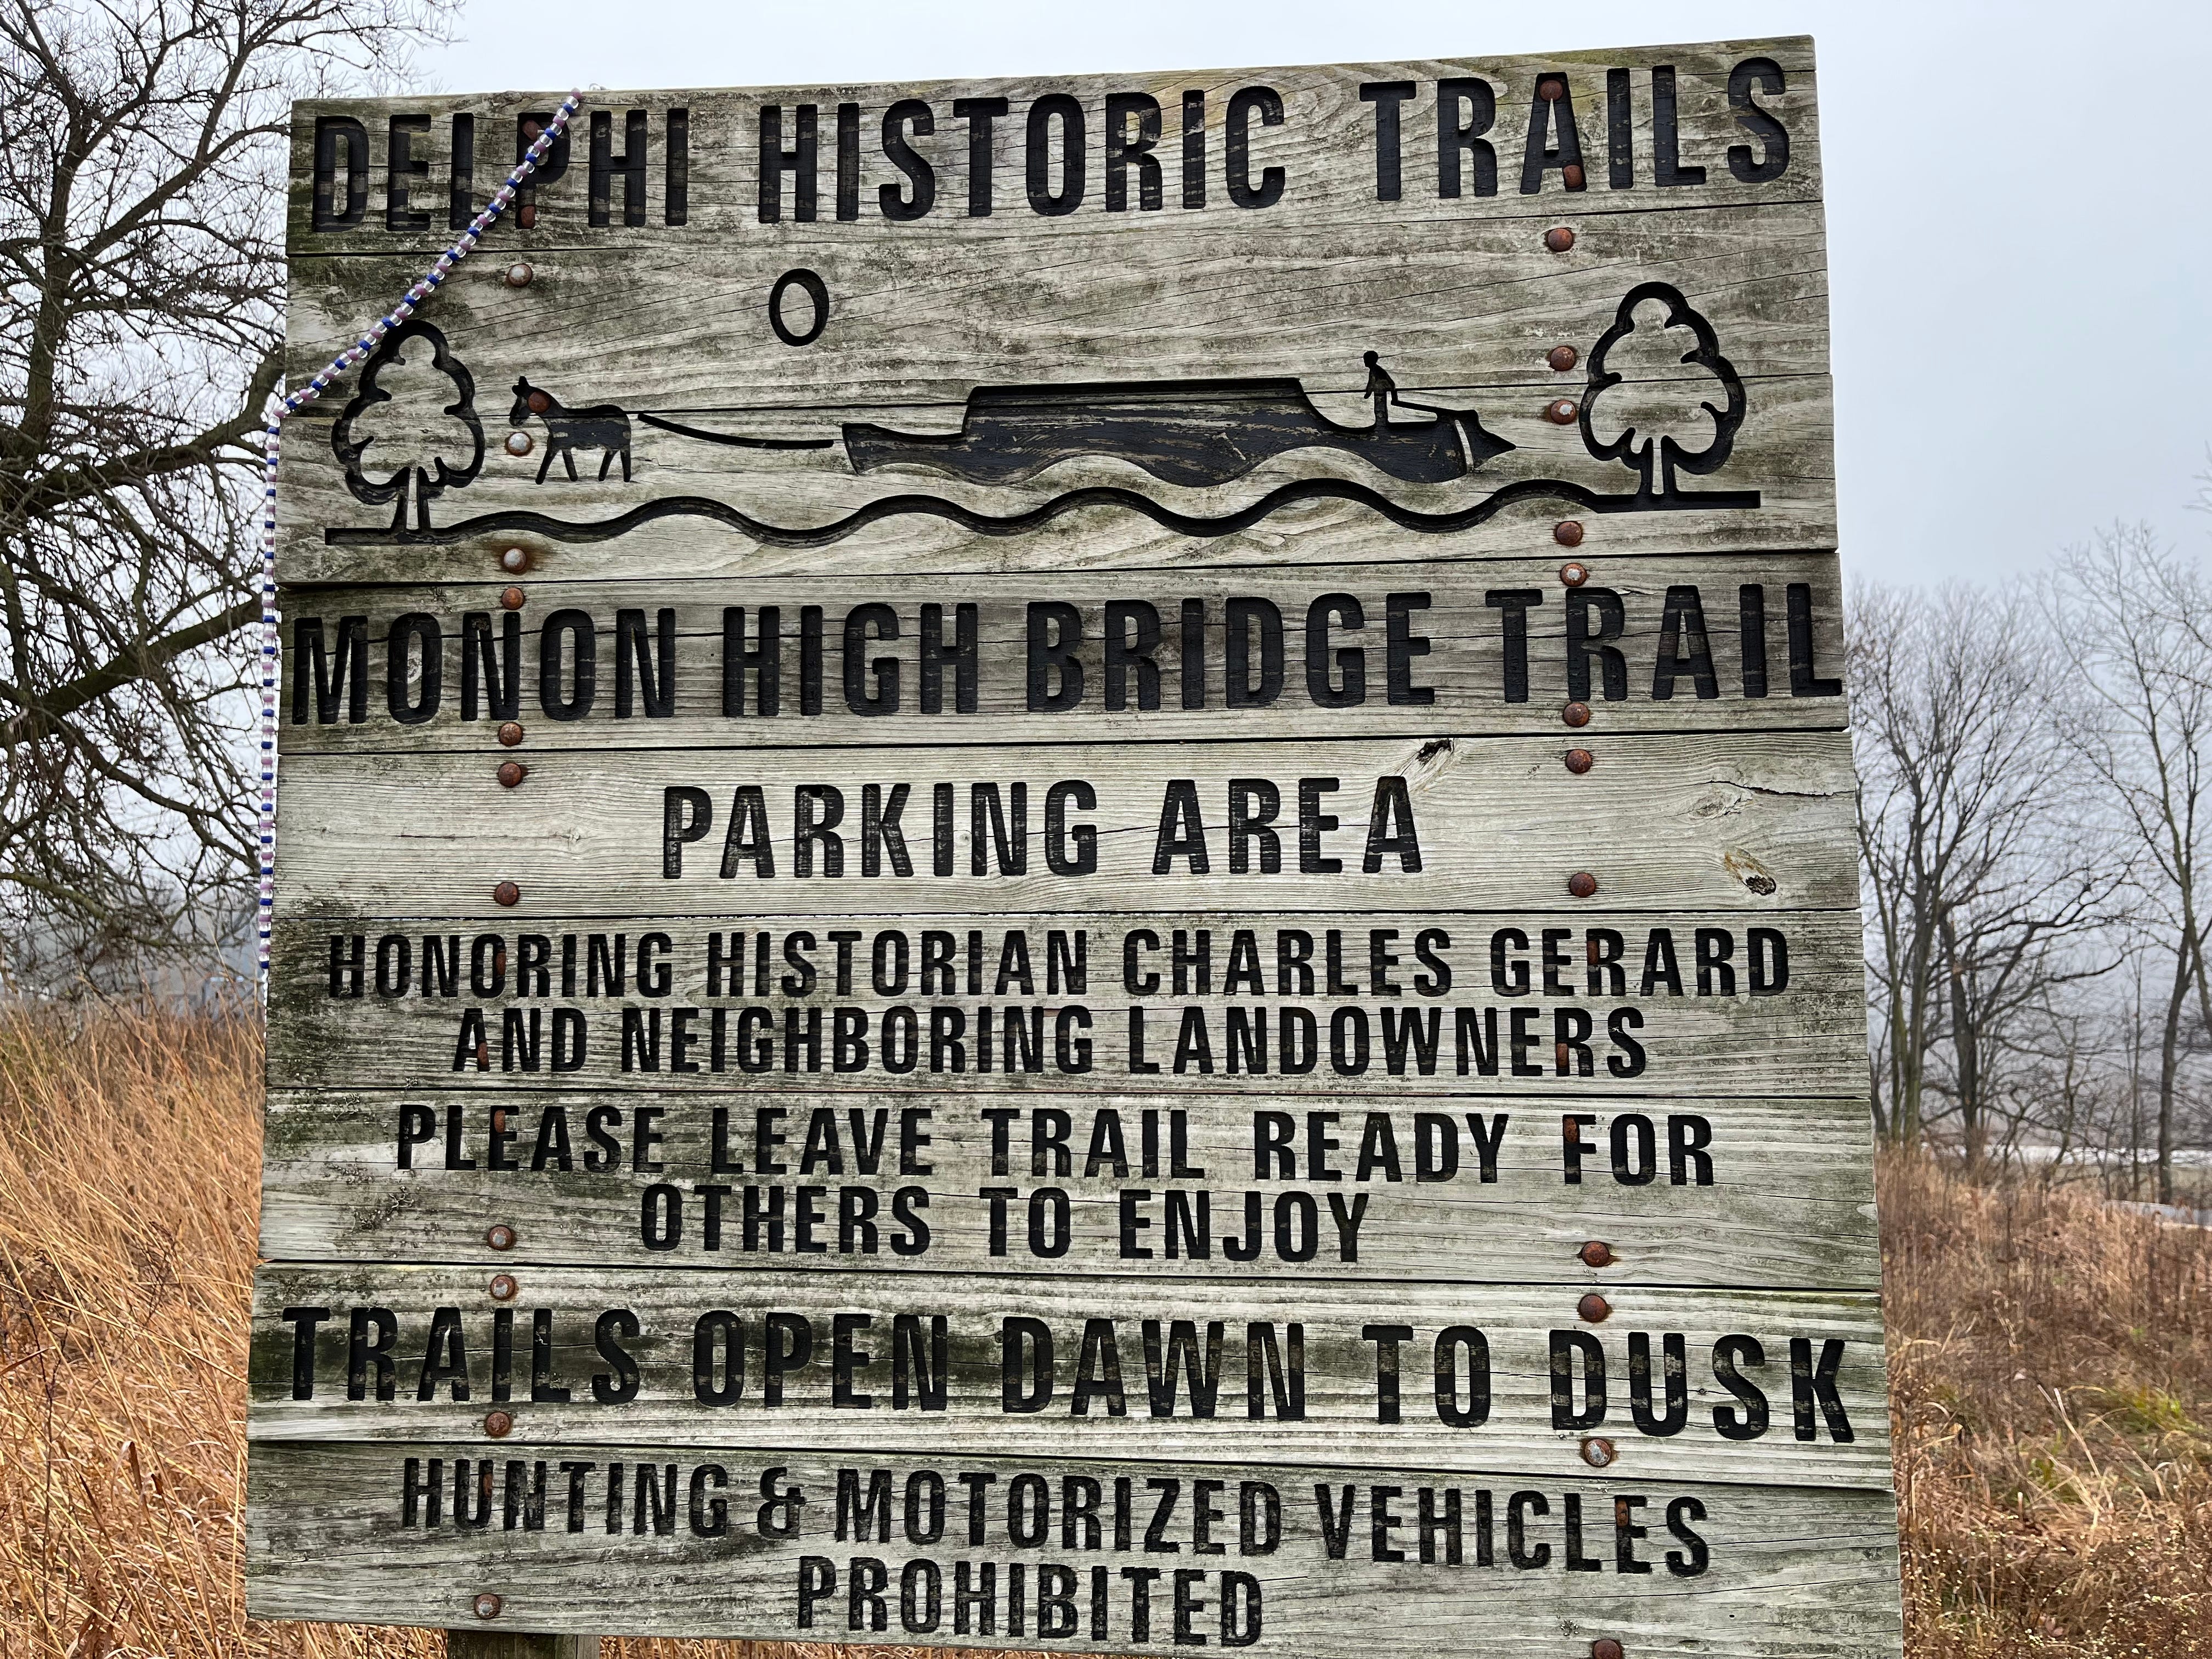 DELPHI HISTORIC TRAILS
MONON HIGH BRIDGE TRAIL
PARKING AREA
HONORING HISTORIAN CHARLES GERARD
AND NEIGHBORING LANDOWNERS
PLEASE LEAVE TRAIL READY FOR
OTHERS TO ENJOY
TRAILS OPEN DAWN TO DUSK
HUNTING & MOTORIZED VEHICLES
PROHIBITED